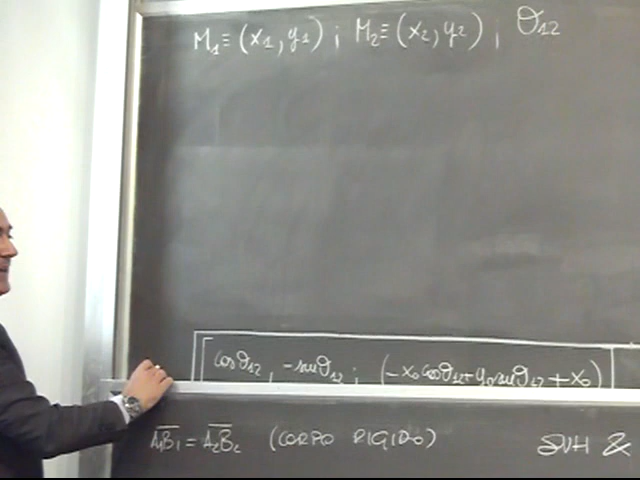 M₁ ≡ (x₁, y₁) ; M₂ ≡ (x₂, y₂) ; ϑ₁₂
[ cos ϑ₁₂, -sin ϑ₁₂ ; (-x₀ cos ϑ₁₂ + y₀ sin ϑ₁₂ + x₀)
A₁B₁ = A₂B₂ (CORPO RIGIDO)